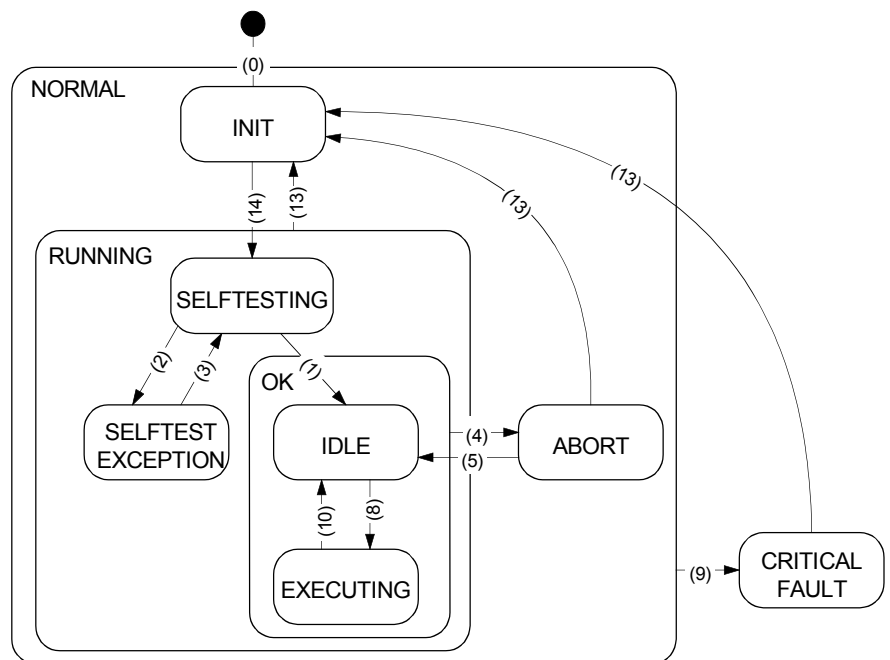 (0)
NORMAL
INIT
(13)
(14)
(13)
(13)
RUNNING
SELFTESTING
(2)
(3)
(1)
OK
SELFTEST
EXCEPTION
IDLE
(4)
(5)
ABORT
(10)
(8)
EXECUTING
(9)
CRITICAL
FAULT